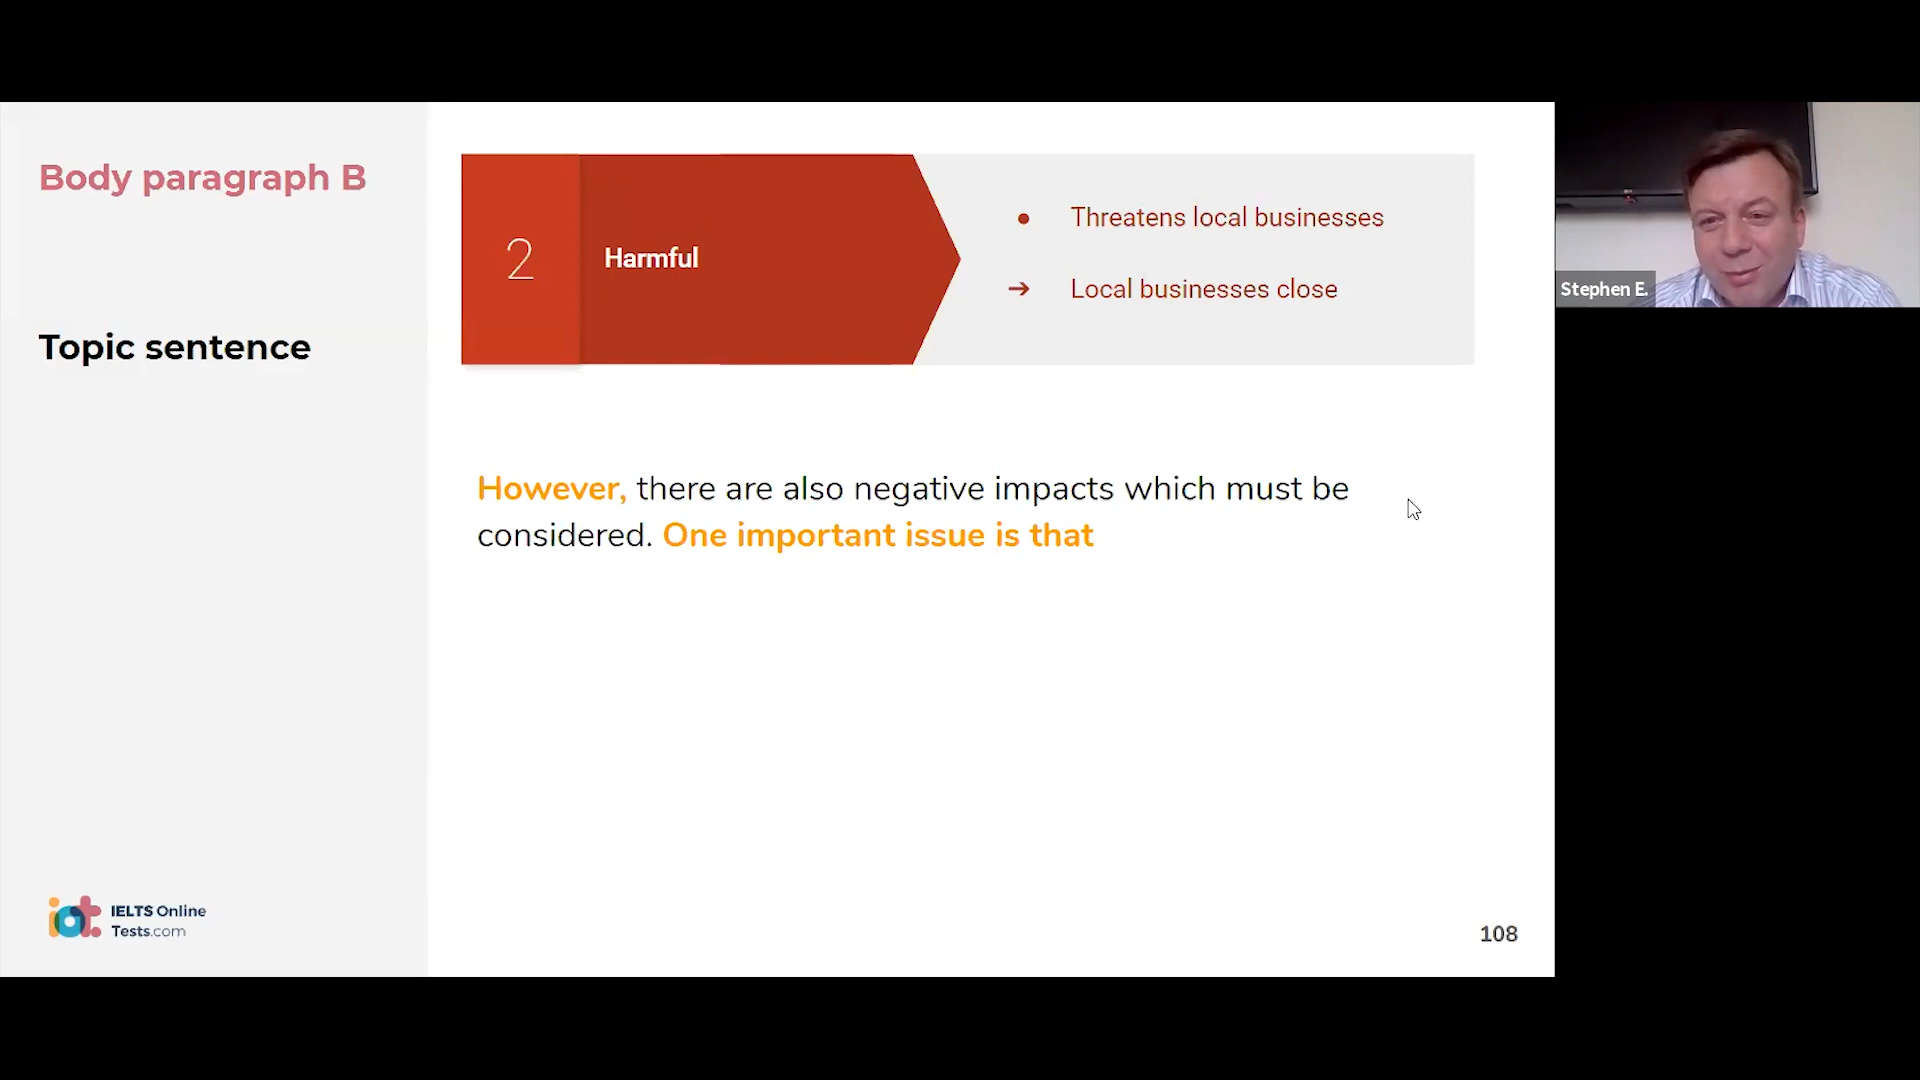 Body paragraph B
Topic sentence
2
Harmful
Threatens local businesses
Local businesses close
However, there are also negative impacts which must be
considered. One important issue is that
Stephen E.
iot
IELTS Online
Tests.com
108